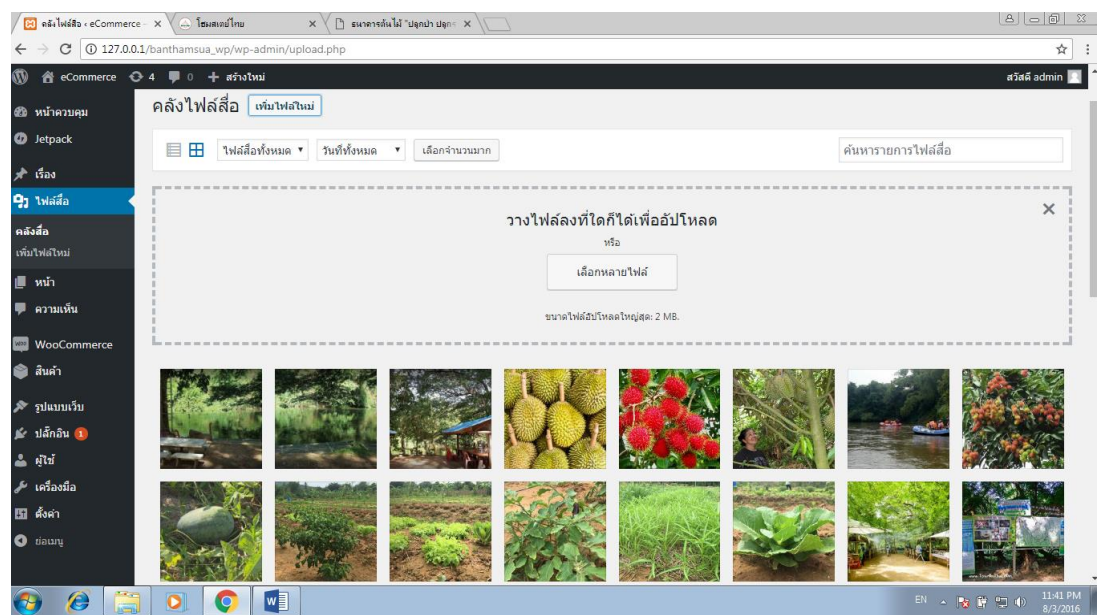 คลังไฟล์สื่อ ‹ eCommerce –
โฮมสเตย์ไทย
ธนาคารต้นไม้ "ปลูกป่า ปลูก
127.0.0.1/banthamsua_wp/wp-admin/upload.php
eCommerce 4 0 + สร้างใหม่
สวัสดี admin
หน้าควบคุม
Jetpack
เรื่อง
ไฟล์สื่อ
คลังสื่อ
เพิ่มไฟล์ใหม่
หน้า
ความเห็น
WooCommerce
สินค้า
รูปแบบเว็บ
ปลั๊กอิน 1
ผู้ใช้
เครื่องมือ
ตั้งค่า
ย่อเมนู
คลังไฟล์สื่อ เพิ่มไฟล์ใหม่
ไฟล์สื่อทั้งหมด วันที่ทั้งหมด เลือกจำนวนมาก
ค้นหารายการไฟล์สื่อ
วางไฟล์ลงที่ใดก็ได้เพื่ออัปโหลด
หรือ
เลือกหลายไฟล์
ขนาดไฟล์อัปโหลดใหญ่สุด: 2 MB.
EN
11:41 PM
8/3/2016